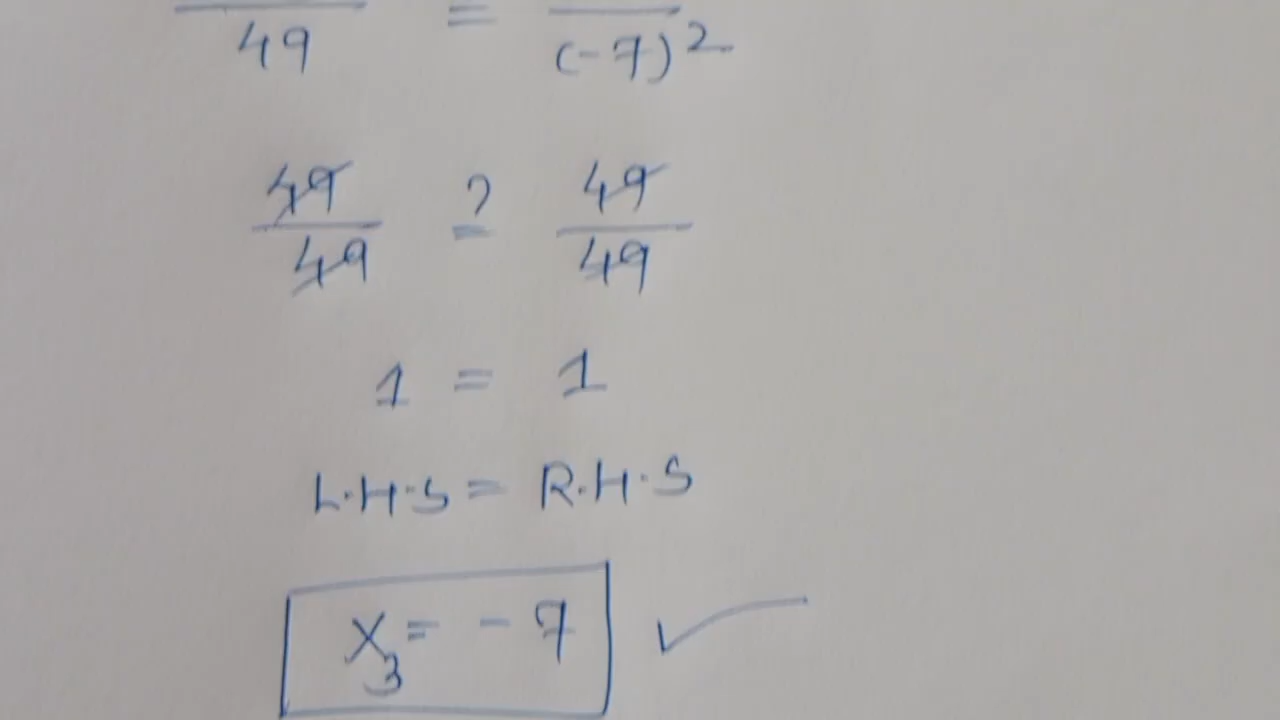 49 = (-7)²
49/49 ?= 49/49
1 = 1
L.H.S = R.H.S
x₃ = -7 ✓